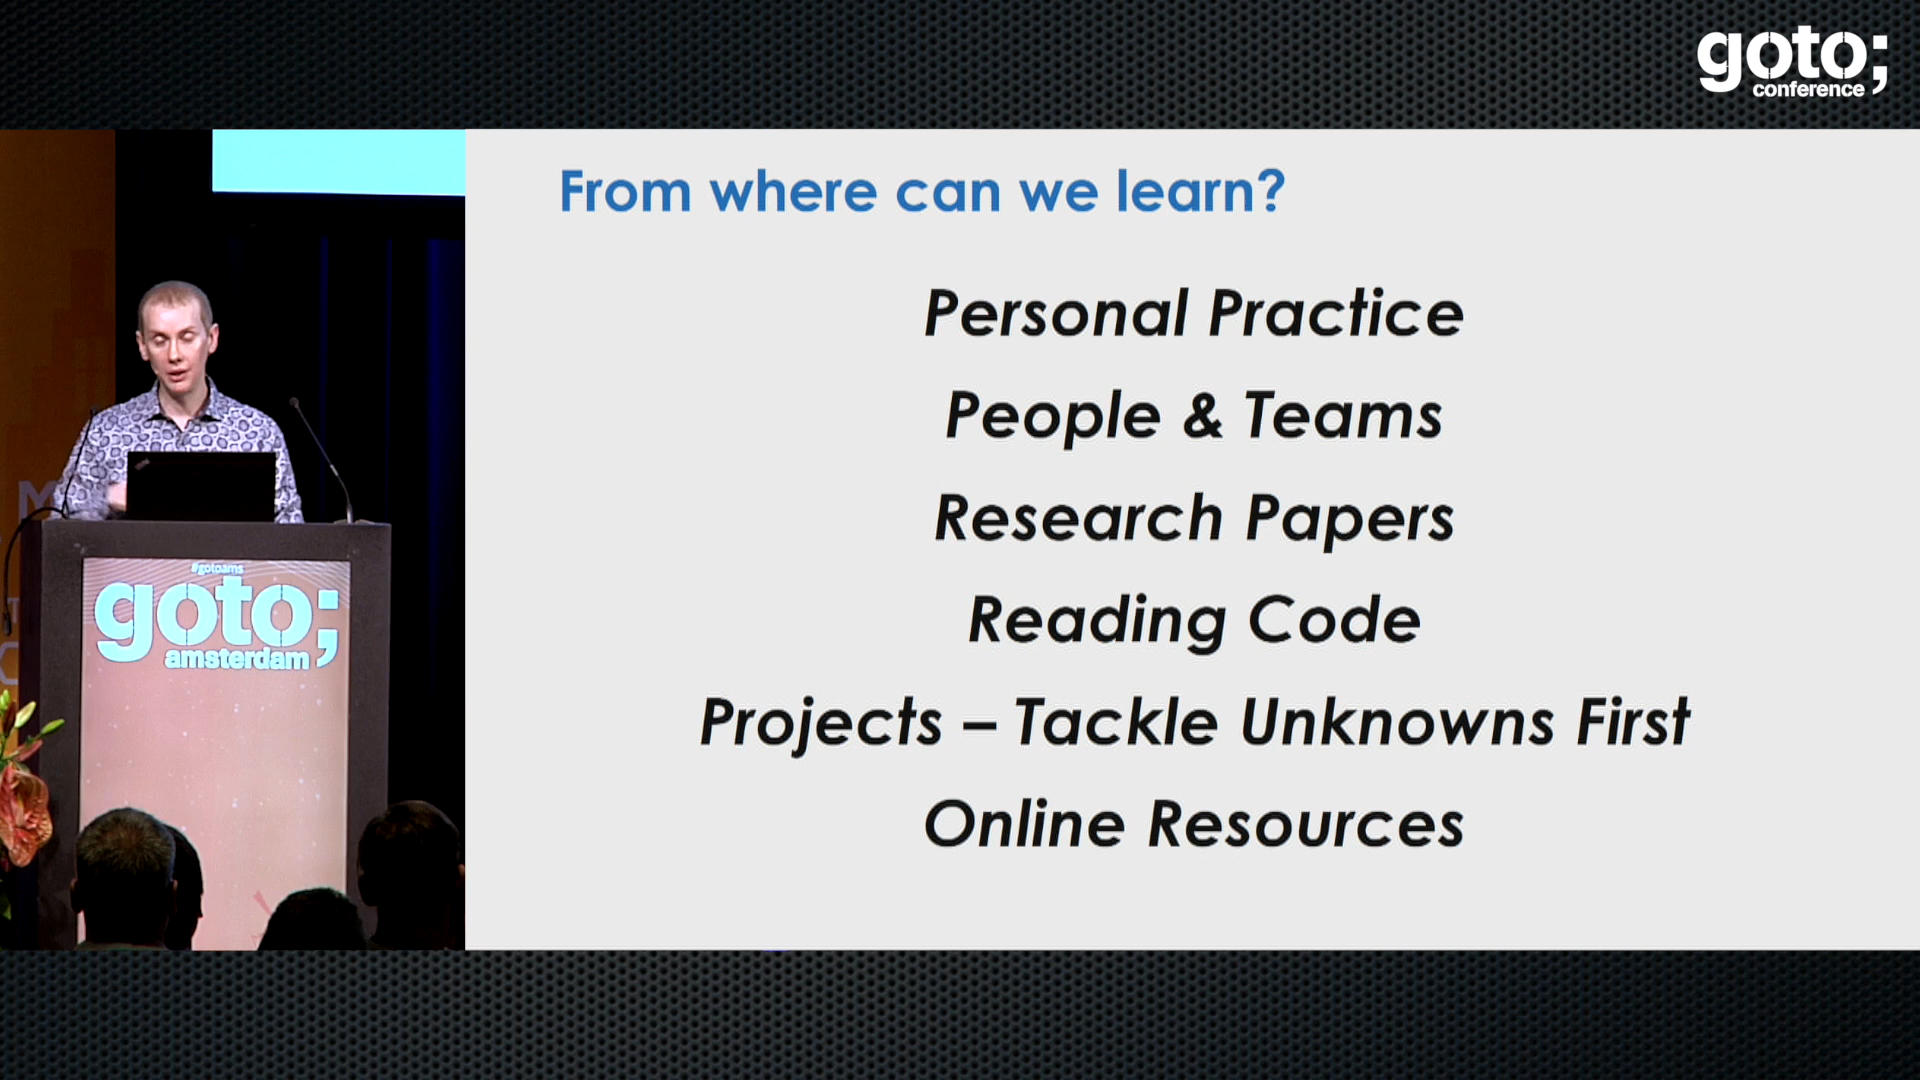 goto;
conference
From where can we learn?
Personal Practice
People & Teams
Research Papers
Reading Code
Projects – Tackle Unknowns First
Online Resources
#gotoams
goto;
amsterdam